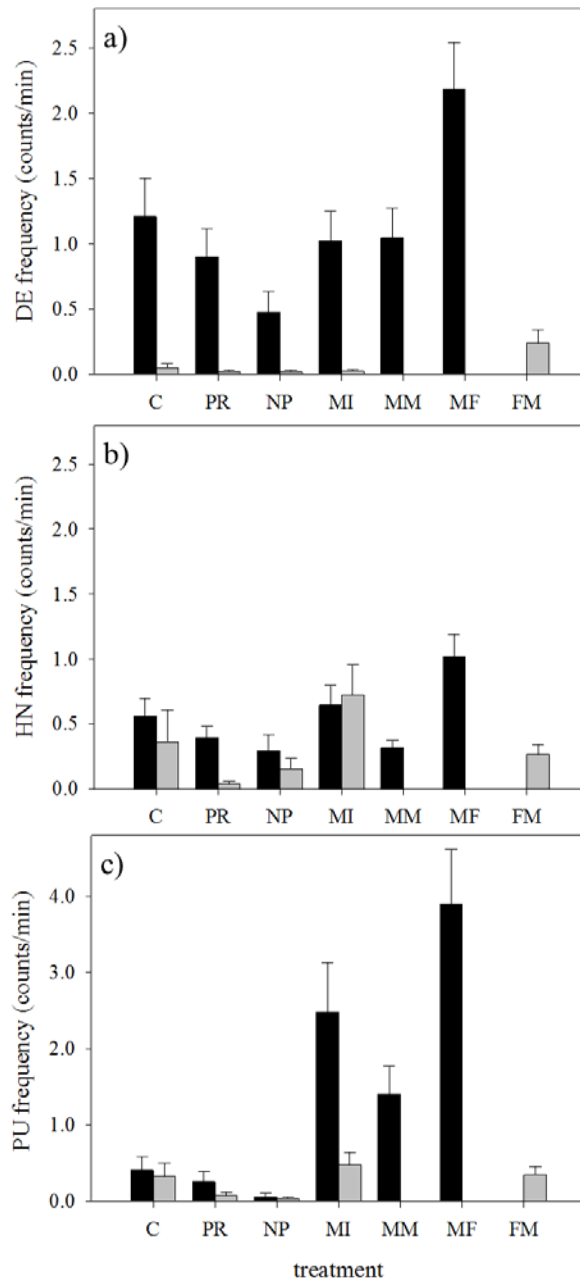 a)
DE frequency (counts/min)
2.5
2.0
1.5
1.0
0.5
0.0
C PR NP MI MM MF FM
b)
HN frequency (counts/min)
2.5
2.0
1.5
1.0
0.5
0.0
C PR NP MI MM MF FM
c)
PU frequency (counts/min)
4.0
3.0
2.0
1.0
0.0
C PR NP MI MM MF FM
treatment